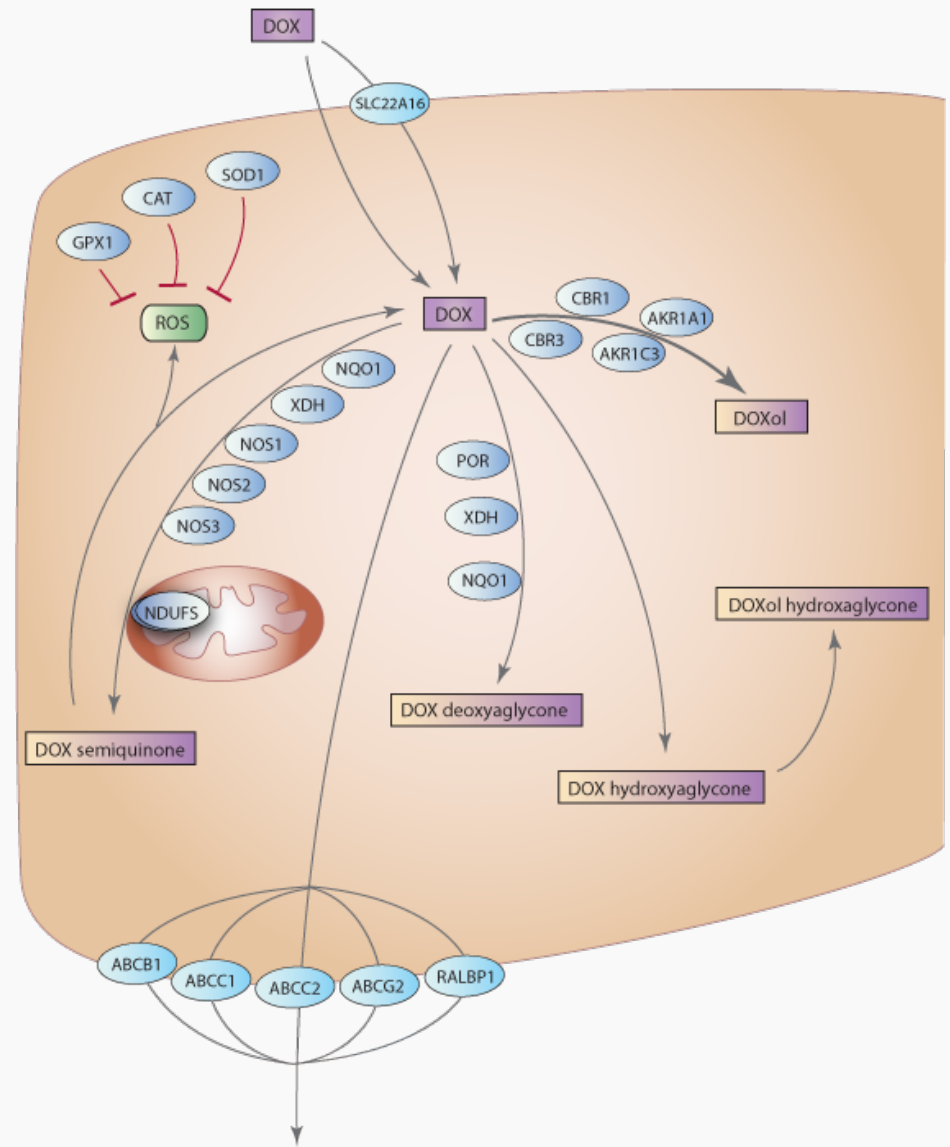 DOX
SLC22A16
SOD1
CAT
GPX1
ROS
DOX
CBR1
AKR1A1
CBR3
AKR1C3
DOXol
NQO1
XDH
NOS1
NOS2
NOS3
NDUFS
POR
XDH
NQO1
DOXol hydroxaglycone
DOX deoxyaglycone
DOX semiquinone
DOX hydroxyaglycone
ABCB1
ABCC1
ABCC2
ABCG2
RALBP1